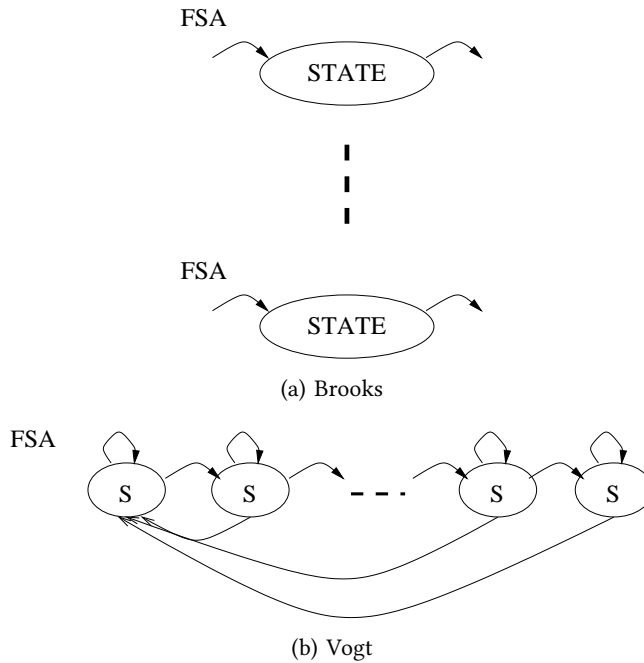 FSA
STATE
FSA
STATE
(a) Brooks
FSA
S S S S
(b) Vogt